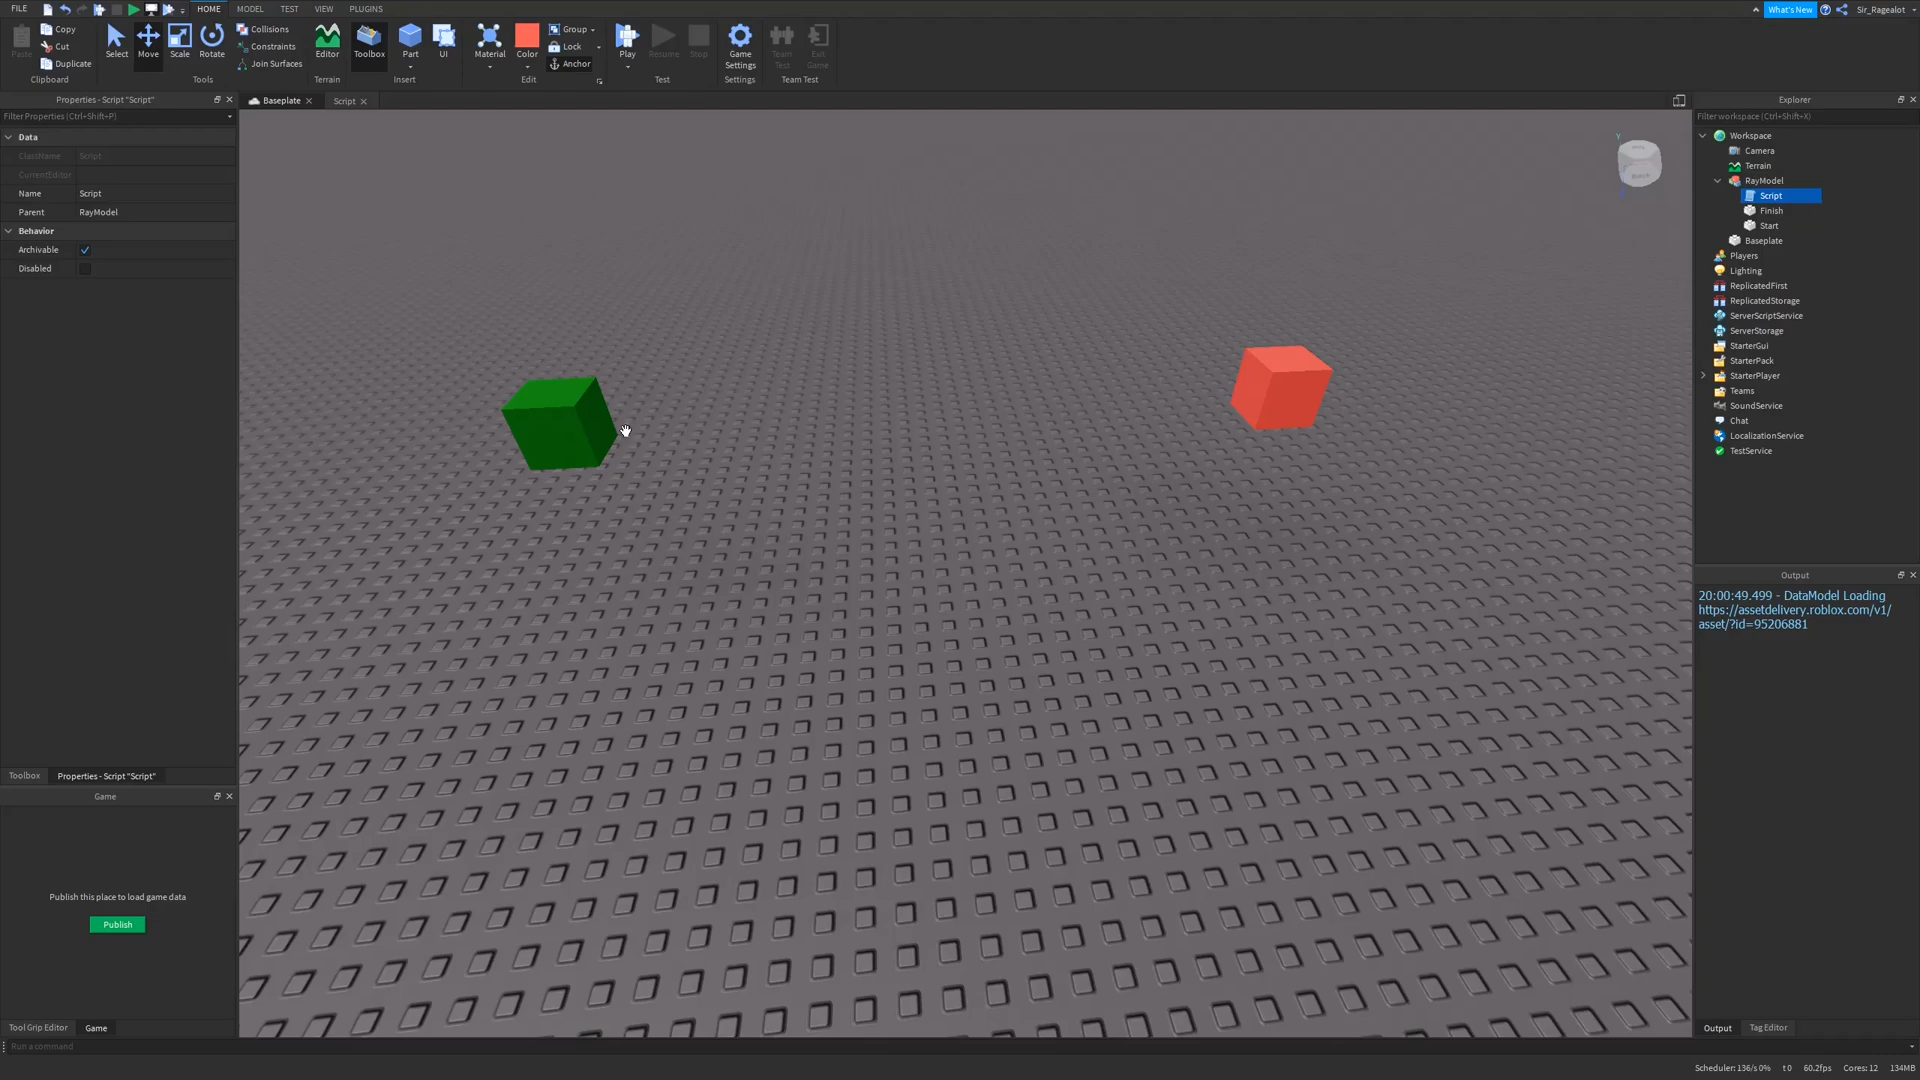 FILE HOME MODEL TEST VIEW PLUGINS What's New Sir_Ragealot
Paste Copy Cut Duplicate Clipboard
Select Move Scale Rotate Collisions Constraints Join Surfaces Tools
Editor Terrain
Toolbox Part UI Insert
Material Color Group Lock Anchor Edit
Play Resume Stop Test
Game Settings Settings
Team Test Exit Game Team Test
Properties - Script "Script"
Filter Properties (Ctrl+Shift+P)
Data
ClassName Script
CurrentEditor
Name Script
Parent RayModel
Behavior
Archivable
Disabled
Toolbox Properties - Script "Script"
Game
Publish this place to load game data
Publish
Tool Grip Editor Game
Run a command
Baseplate Script
Y
Explorer
Filter workspace (Ctrl+Shift+X)
Workspace
Camera
Terrain
RayModel
Script
Finish
Start
Baseplate
Players
Lighting
ReplicatedFirst
ReplicatedStorage
ServerScriptService
ServerStorage
StarterGui
StarterPack
StarterPlayer
Teams
SoundService
Chat
LocalizationService
TestService
Output
20:00:49.499 - DataModel Loading
https://assetdelivery.roblox.com/v1/
asset/?id=95206881
Output Tag Editor
Scheduler: 136/s 0% t 0 60.2fps Cores: 12 134MB